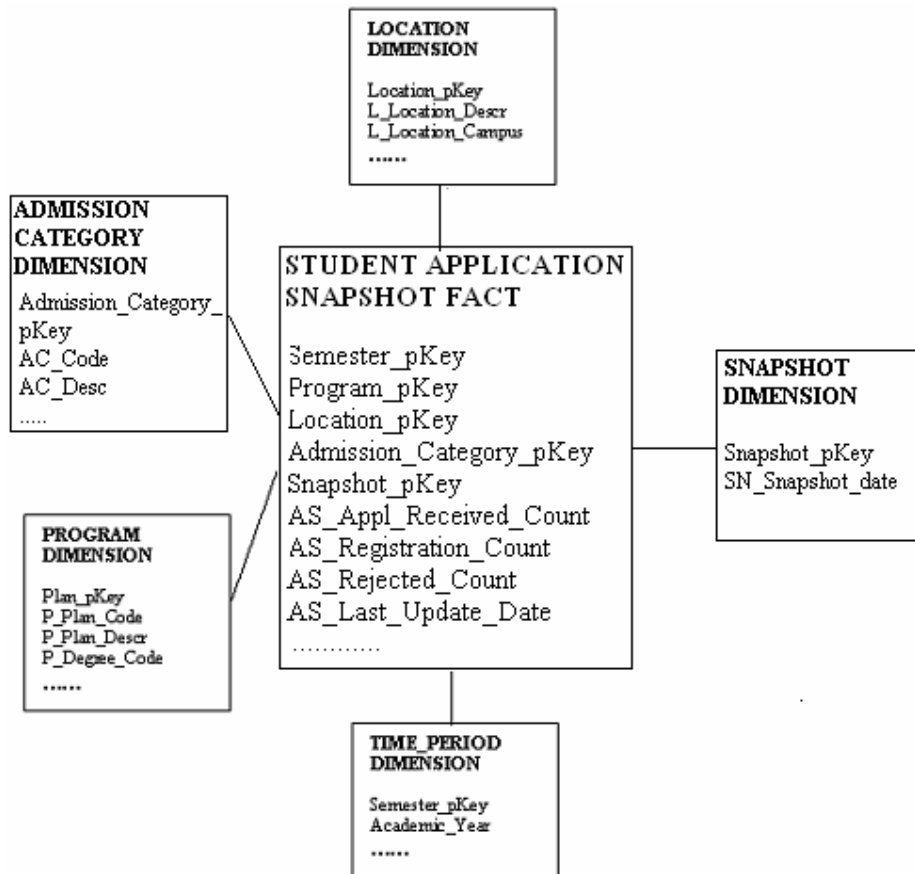 LOCATION
DIMENSION
Location_pKey
L_Location_Descr
L_Location_Campus
......
ADMISSION
CATEGORY
DIMENSION
Admission_Category_
pKey
AC_Code
AC_Desc
.....
STUDENT APPLICATION
SNAPSHOT FACT
Semester_pKey
Program_pKey
Location_pKey
Admission_Category_pKey
Snapshot_pKey
AS_Appl_Received_Count
AS_Registration_Count
AS_Rejected_Count
AS_Last_Update_Date
............
SNAPSHOT
DIMENSION
Snapshot_pKey
SN_Snapshot_date
PROGRAM
DIMENSION
Plan_pKey
P_Plan_Code
P_Plan_Descr
P_Degree_Code
......
TIME_PERIOD
DIMENSION
Semester_pKey
Academic_Year
......